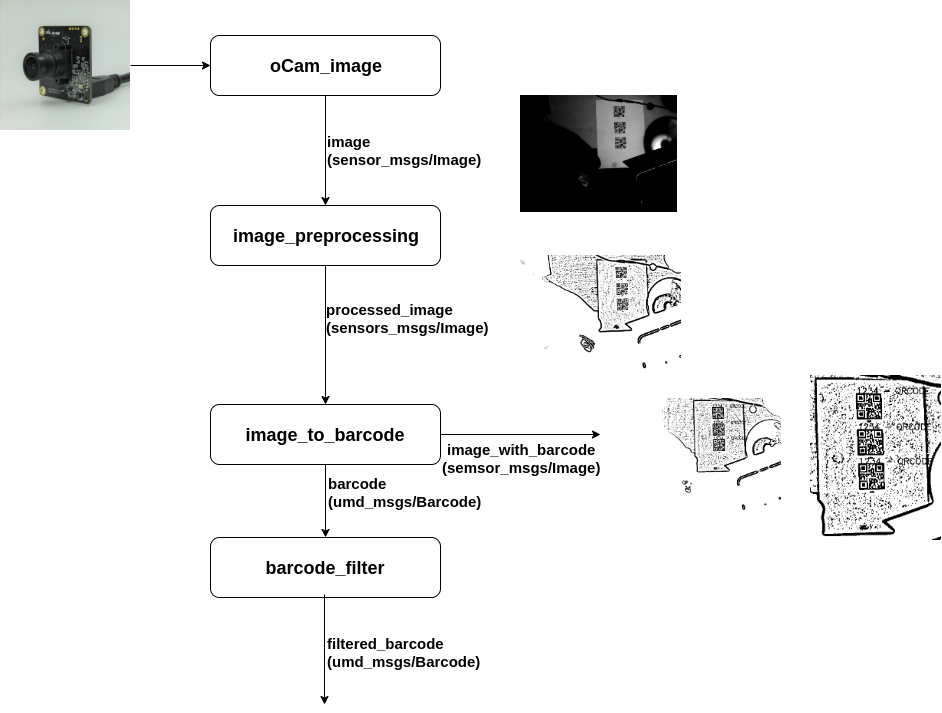 oCam_image
image
(sensor_msgs/Image)
image_preprocessing
processed_image
(sensors_msgs/Image)
image_to_barcode
image_with_barcode
(semsor_msgs/Image)
barcode
(umd_msgs/Barcode)
1234 - QRCODE
1234 - QRCODE
1234 - QRCODE
barcode_filter
filtered_barcode
(umd_msgs/Barcode)